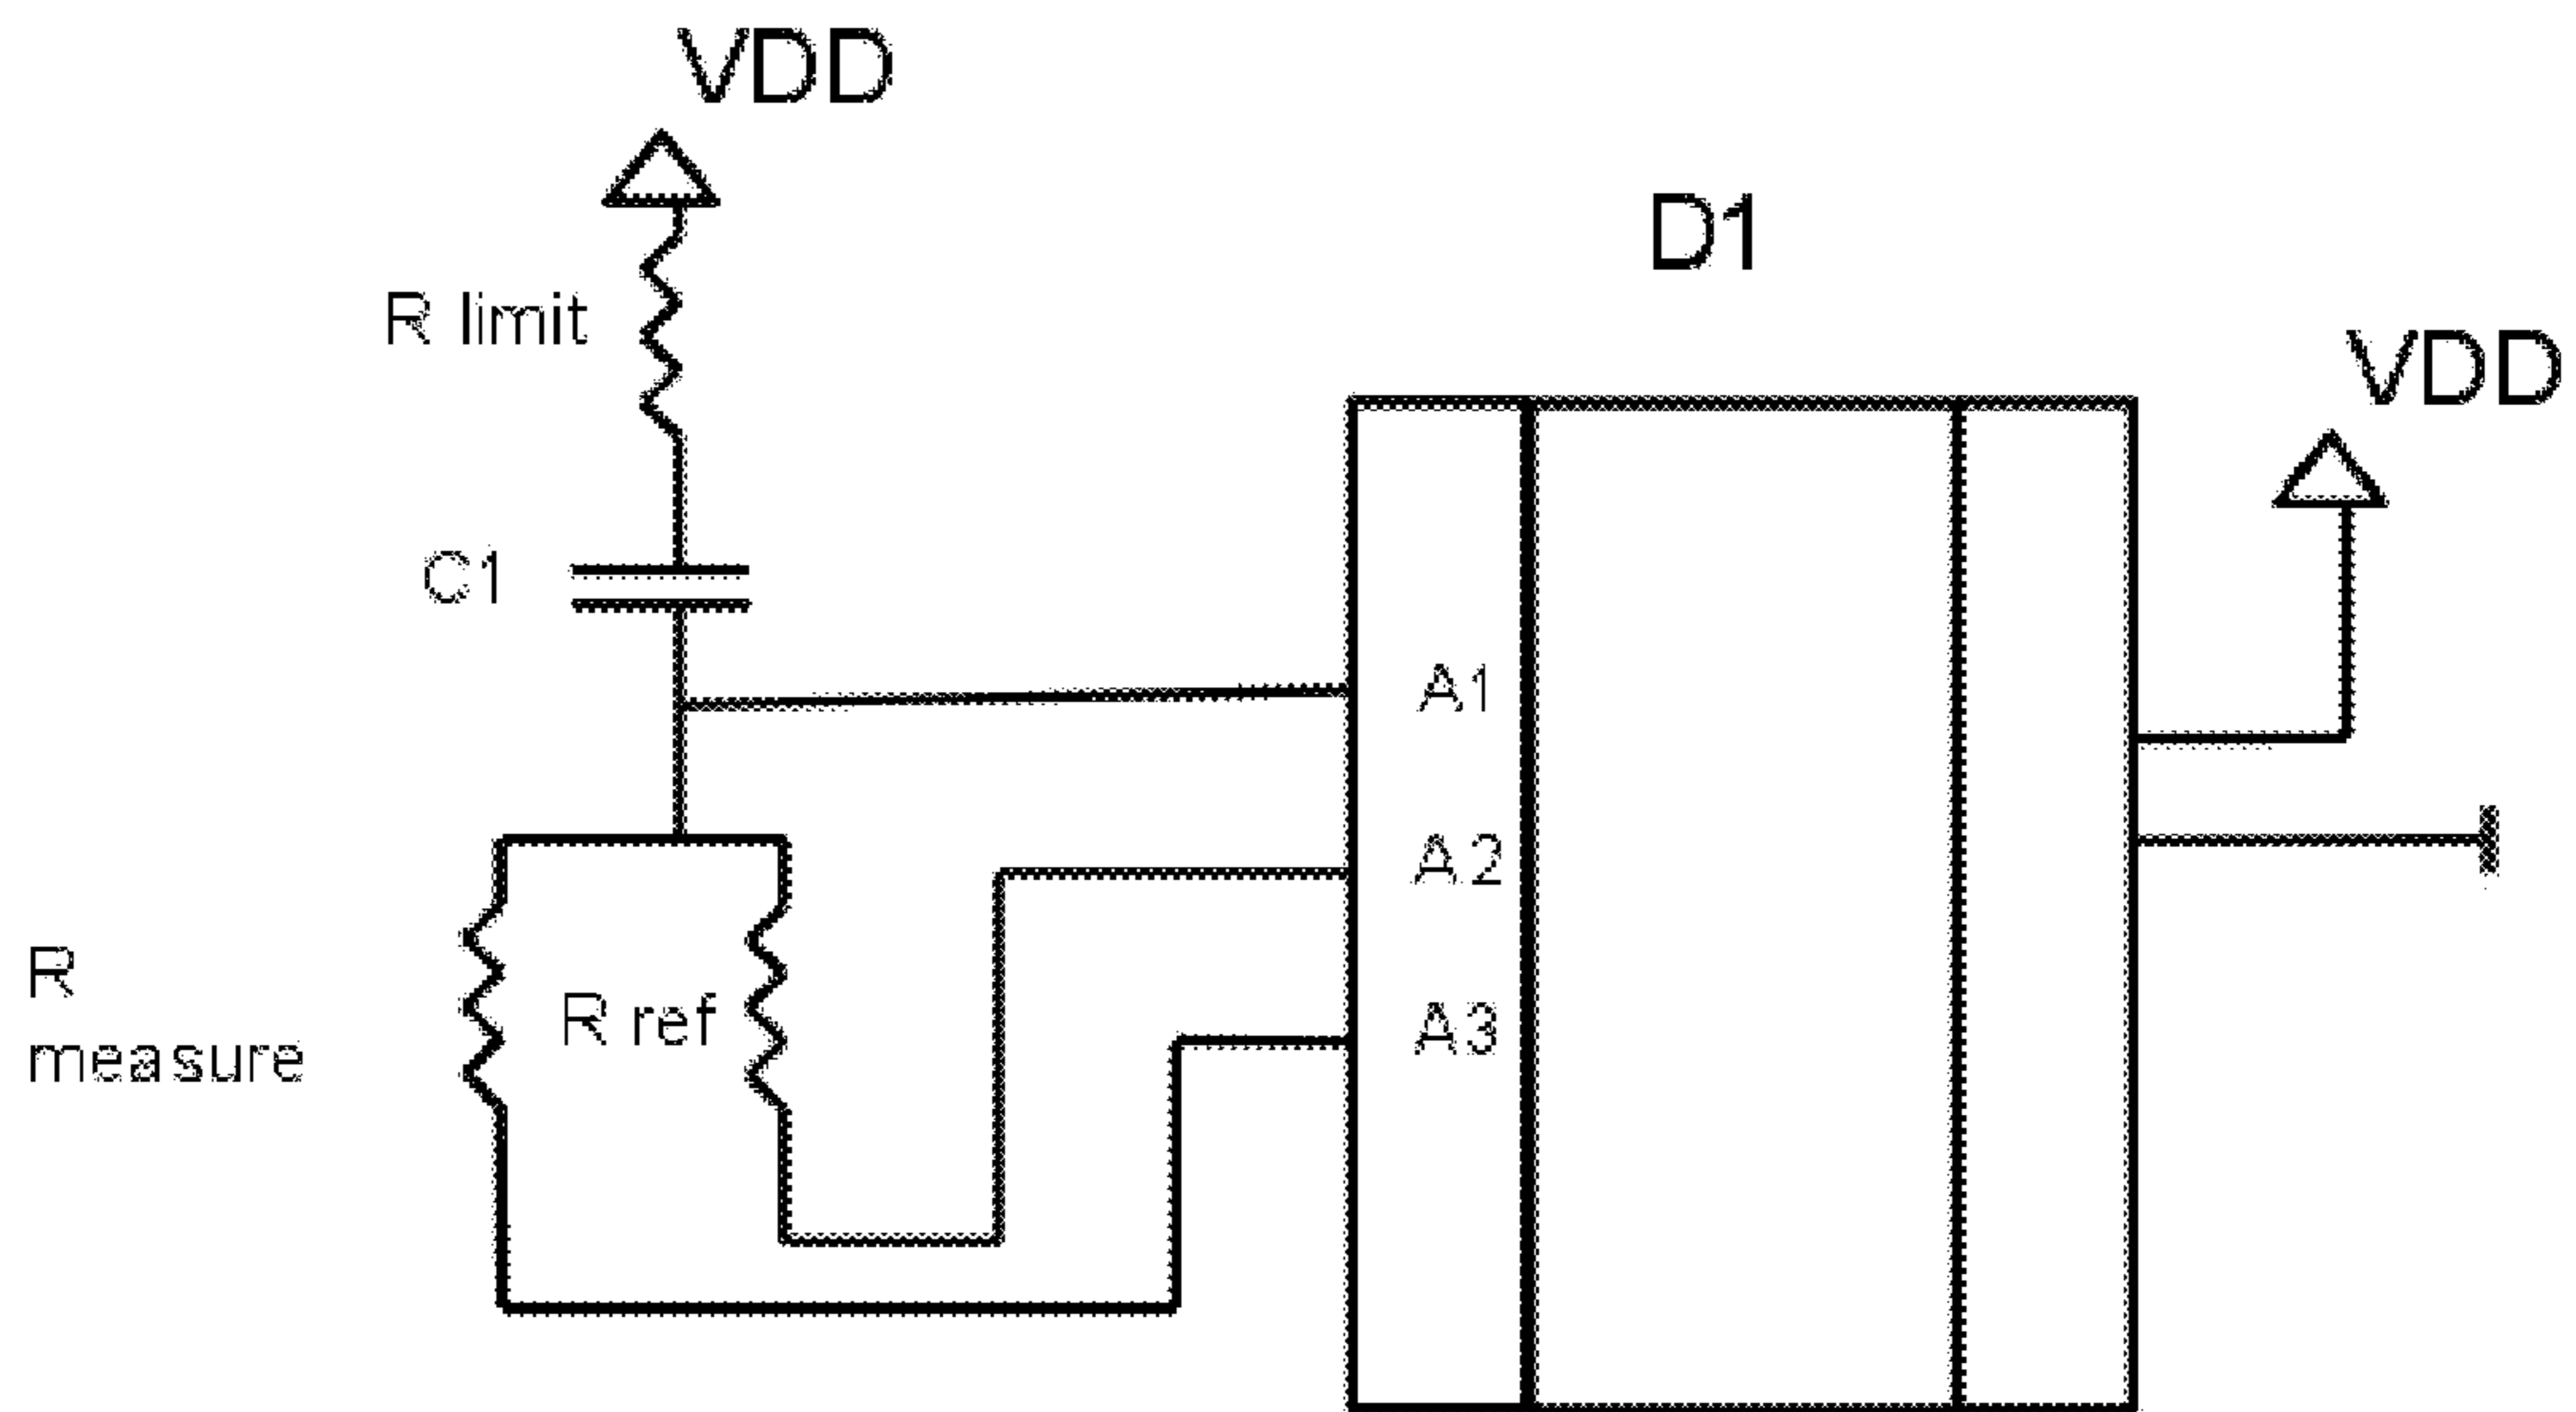 VDD
D1
R limit
VDD
C1
A1
A2
R
measure
R ref
A3